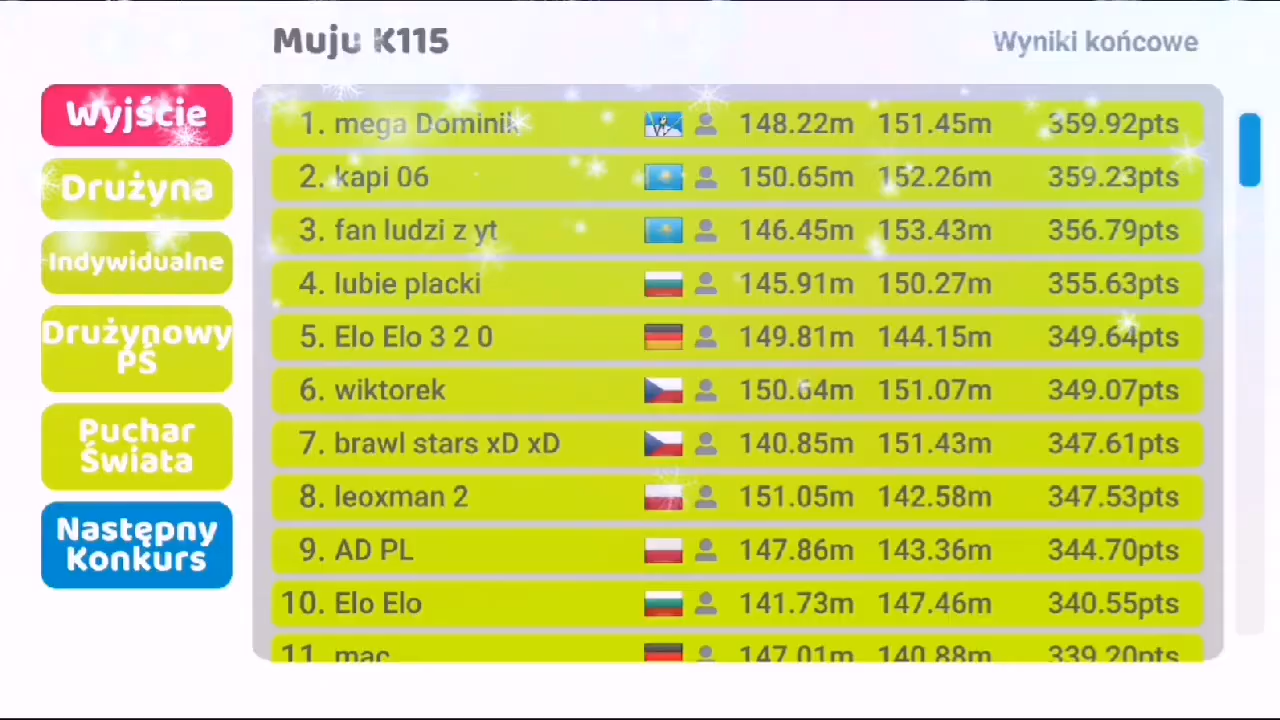 Muju K115
Wyniki końcowe
Wyjście
Drużyna
Indywidualne
Drużynowy
PŚ
Puchar
Świata
Następny
Konkurs
1. mega Dominik 148.22m 151.45m 359.92pts
2. kapi 06 150.65m 152.26m 359.23pts
3. fan ludzi z yt 146.45m 153.43m 356.79pts
4. lubie placki 145.91m 150.27m 355.63pts
5. Elo Elo 3 2 0 149.81m 144.15m 349.64pts
6. wiktorek 150.64m 151.07m 349.07pts
7. brawl stars xD xD 140.85m 151.43m 347.61pts
8. leoxman 2 151.05m 142.58m 347.53pts
9. AD PL 147.86m 143.36m 344.70pts
10. Elo Elo 141.73m 147.46m 340.55pts
11. mac 147.01m 140.88m 339.20pts